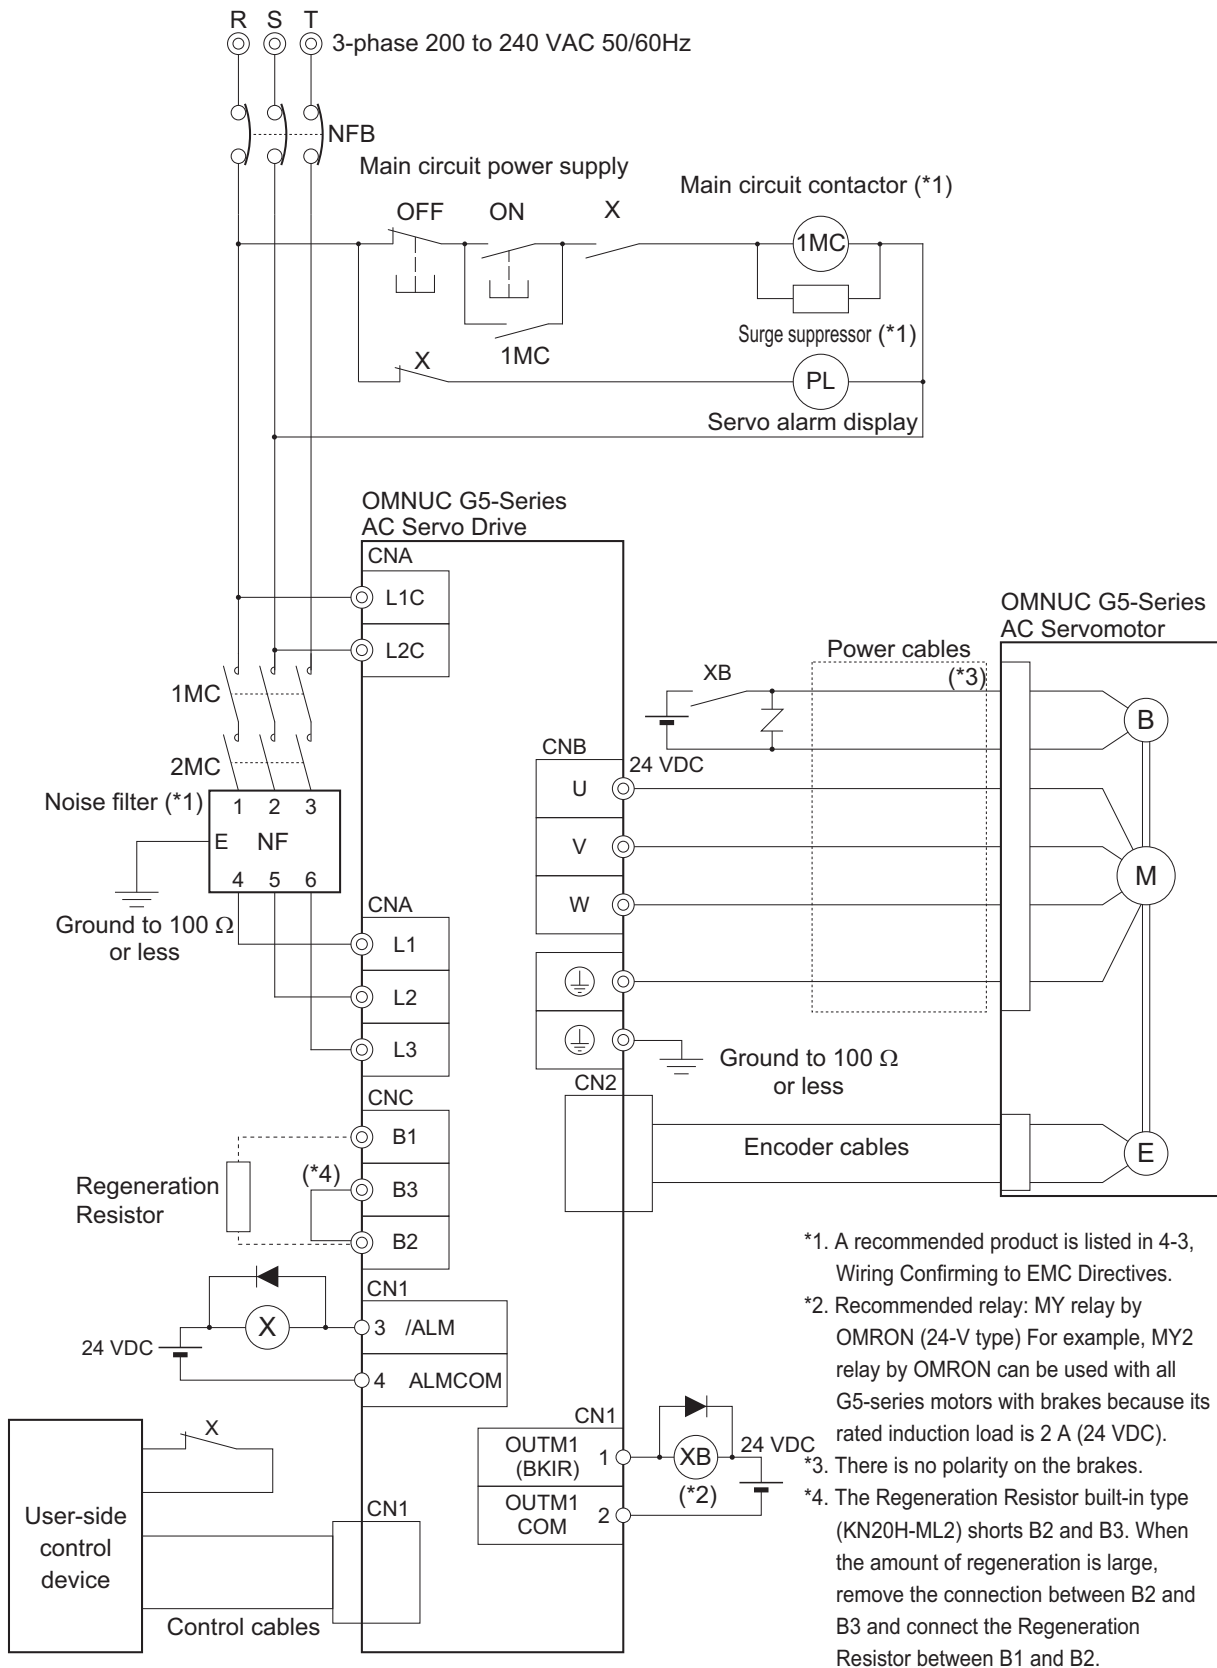 R S T
3-phase 200 to 240 VAC 50/60Hz
NFB
Main circuit power supply
Main circuit contactor (*1)
OFF ON X
1MC
Surge suppressor (*1)
1MC
X
PL
Servo alarm display
OMNUC G5-Series
AC Servo Drive
CNA
L1C
L2C
OMNUC G5-Series
AC Servomotor
Power cables
(*3)
XB
1MC
B
2MC
CNB
24 VDC
U
Noise filter (*1)
1 2 3
E NF
V
M
4 5 6
W
Ground to 100 Ω
or less
CNA
L1
L2
L3
Ground to 100 Ω
or less
CN2
CNC
B1
Encoder cables
E
(*4)
B3
Regeneration
Resistor
B2
CN1
X
3 /ALM
24 VDC
4 ALMCOM
*1. A recommended product is listed in 4-3,
Wiring Confirming to EMC Directives.
*2. Recommended relay: MY relay by
OMRON (24-V type) For example, MY2
relay by OMRON can be used with all
G5-series motors with brakes because its
rated induction load is 2 A (24 VDC).
*3. There is no polarity on the brakes.
*4. The Regeneration Resistor built-in type
(KN20H-ML2) shorts B2 and B3. When
the amount of regeneration is large,
remove the connection between B2 and
B3 and connect the Regeneration
Resistor between B1 and B2.
CN1
X
OUTM1
(BKIR)
1
XB
24 VDC
(*2)
OUTM1
COM
2
CN1
User-side
control
device
Control cables